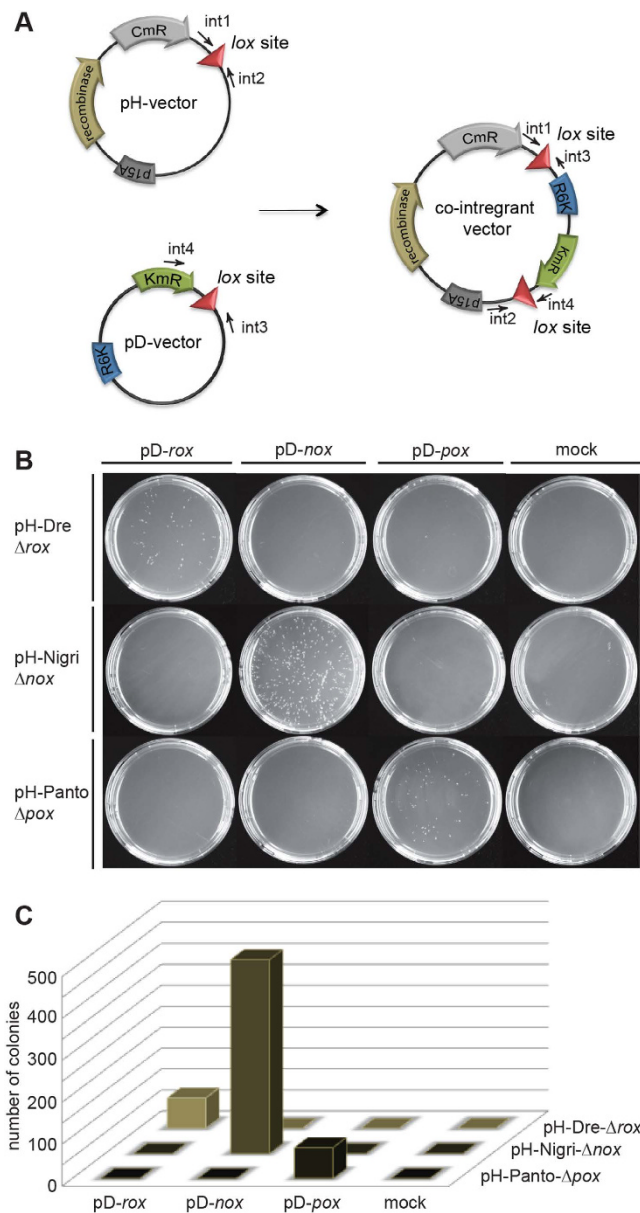 A
CmR
int1
lox site
int2
recombinase
pH-vector
p15A
int4
KmR
lox site
int3
pD-vector
R6K
CmR
int1
lox site
int3
R6K
co-intregrant
vector
recombinase
KmR
p15A
int2
int4
lox site
B
pD-rox
pD-nox
pD-pox
mock
pH-Dre
Δrox
pH-Nigri
Δnox
pH-Panto
Δpox
C
number of colonies
500
400
300
200
100
0
pH-Dre-Δrox
pH-Nigri-Δnox
pH-Panto-Δpox
pD-rox
pD-nox
pD-pox
mock